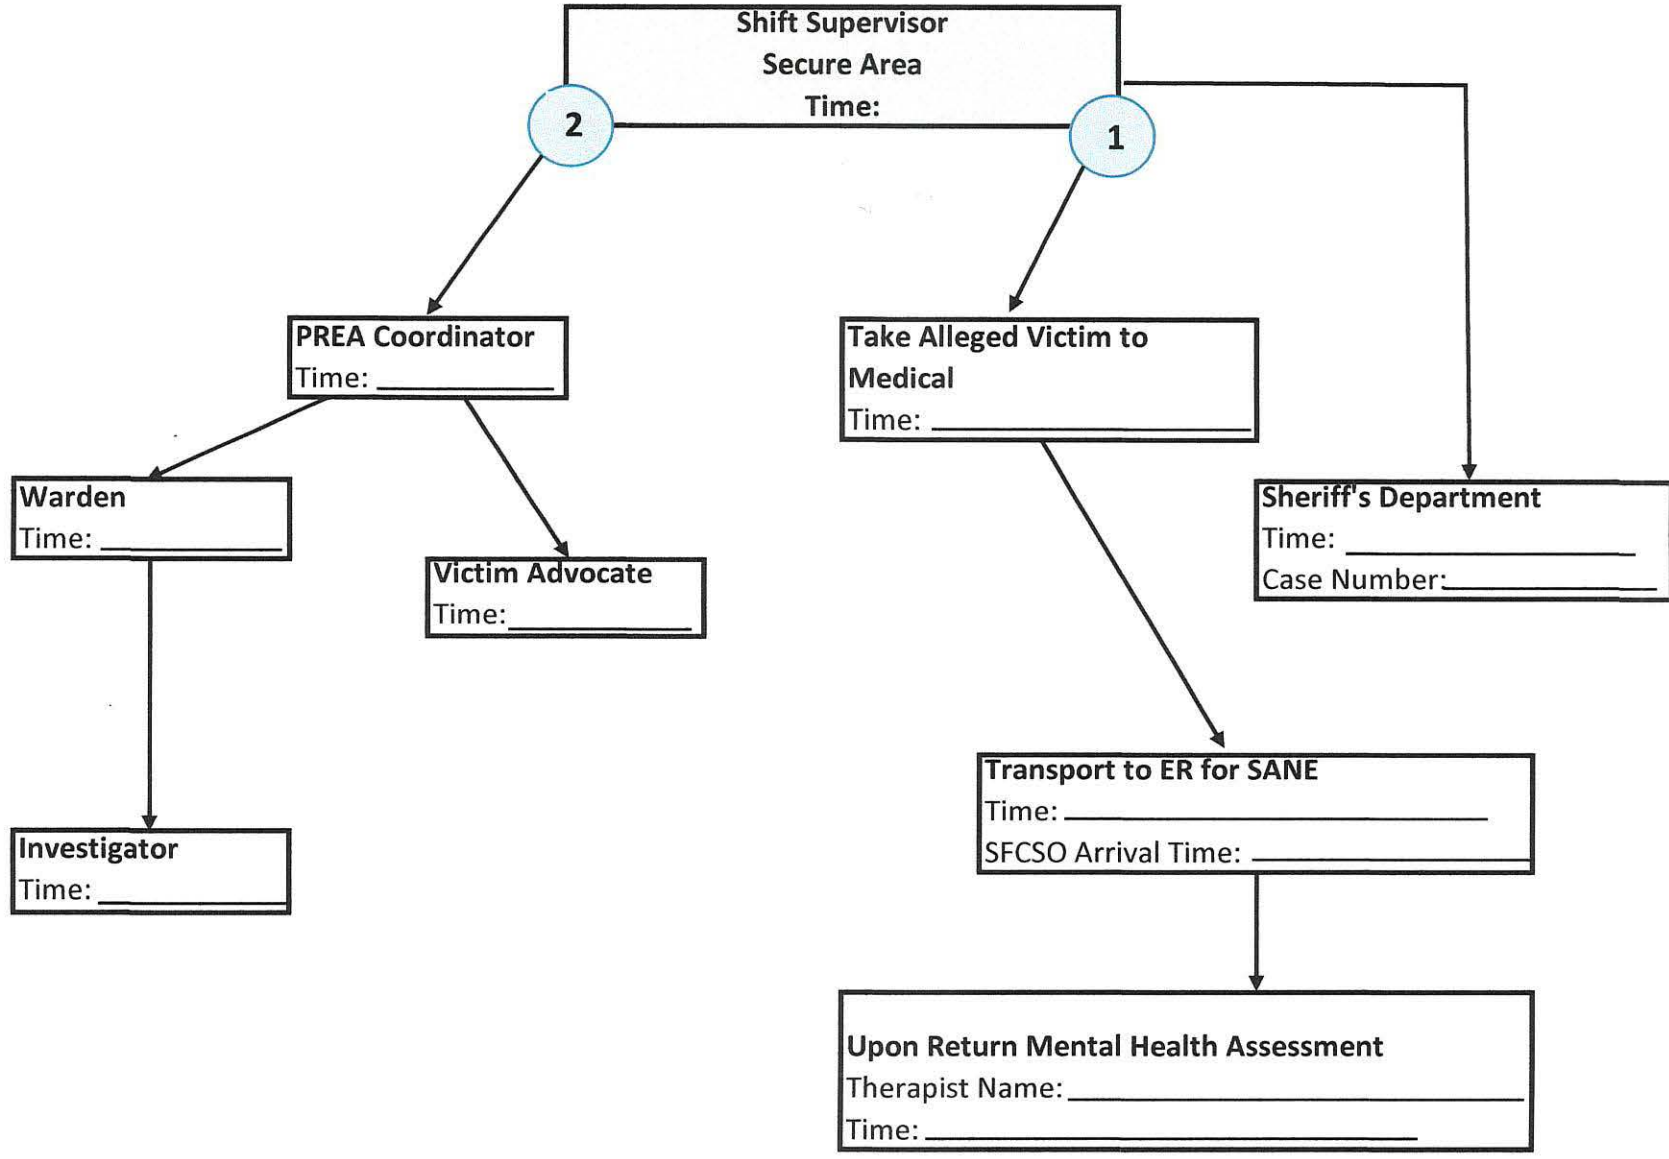 Shift Supervisor
Secure Area
Time:
2
1
PREA Coordinator
Time:
Take Alleged Victim to
Medical
Time:
Warden
Time:
Victim Advocate
Time:
Sheriff's Department
Time:
Case Number:
Transport to ER for SANE
Time:
SFCSO Arrival Time:
Investigator
Time:
Upon Return Mental Health Assessment
Therapist Name:
Time: